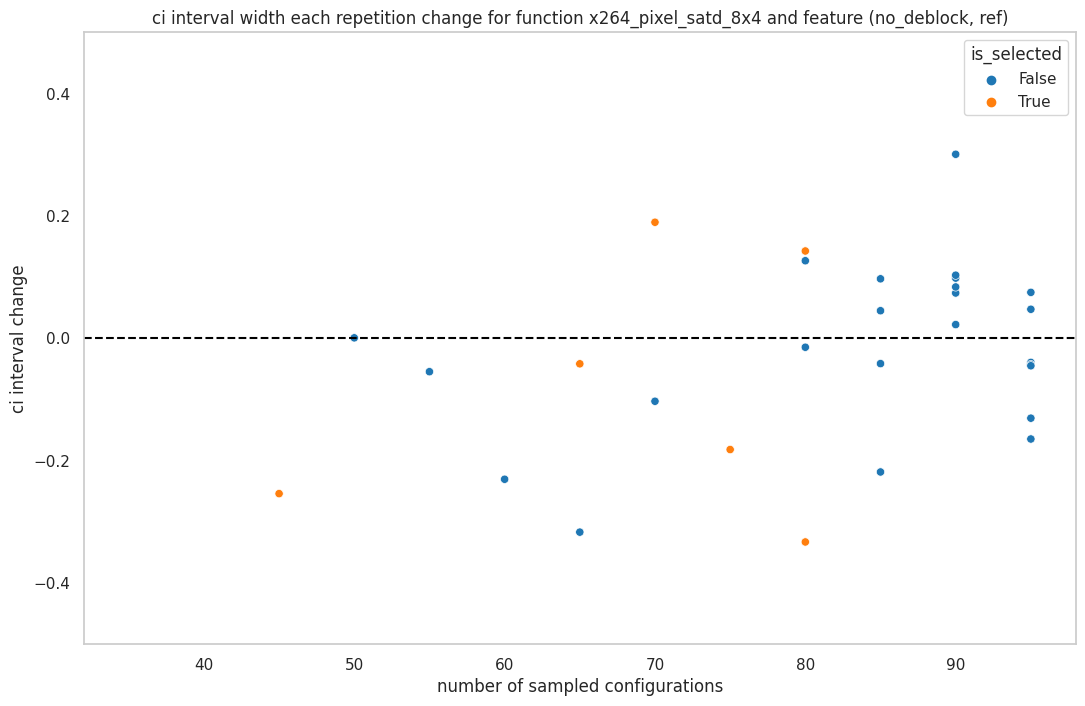 ci interval width each repetition change for function x264_pixel_satd_8x4 and feature (no_deblock, ref)
is_selected
False
True
0.4
0.2
0.0
−0.2
−0.4
ci interval change
40 50 60 70 80 90
number of sampled configurations